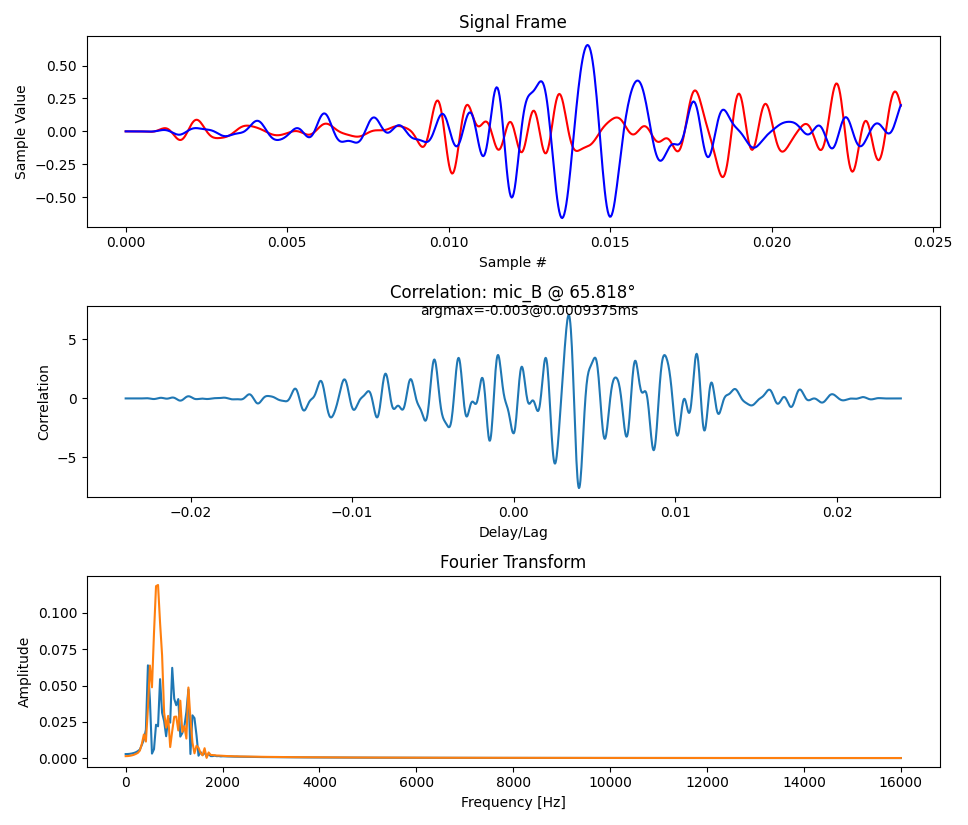 Signal Frame
Sample Value
0.50
0.25
0.00
−0.25
−0.50
0.000 0.005 0.010 0.015 0.020 0.025
Sample #
Correlation: mic_B @ 65.818°
argmax=-0.003@0.0009375ms
Correlation
5
0
−5
−0.02 −0.01 0.00 0.01 0.02
Delay/Lag
Fourier Transform
Amplitude
0.100
0.075
0.050
0.025
0.000
0 2000 4000 6000 8000 10000 12000 14000 16000
Frequency [Hz]